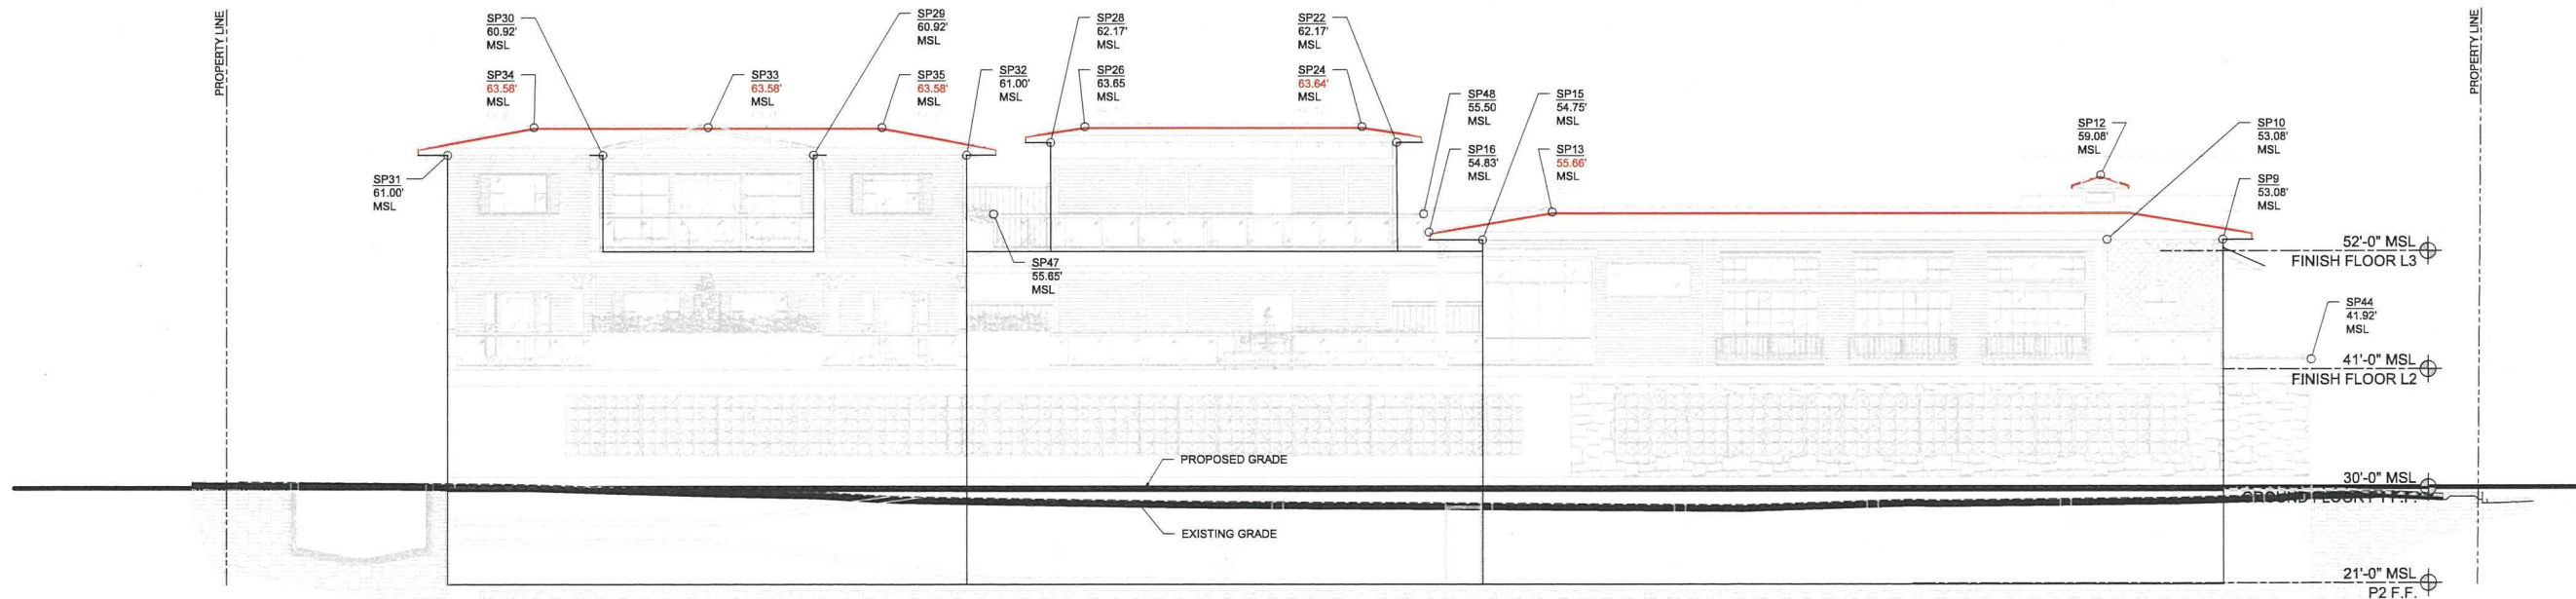 PROPERTY LINE
SP30
60.92'
MSL
SP29
60.92'
MSL
SP28
62.17'
MSL
SP22
62.17'
MSL
PROPERTY LINE
SP34
63.58'
MSL
SP33
63.58'
MSL
SP35
63.58'
MSL
SP32
61.00'
MSL
SP26
63.65
MSL
SP24
63.64'
MSL
SP48
55.50
MSL
SP15
54.75'
MSL
SP12
59.08'
MSL
SP10
53.08'
MSL
SP31
61.00'
MSL
SP16
54.83'
MSL
SP13
55.66'
MSL
SP9
53.08'
MSL
SP47
55.65'
MSL
52'-0" MSL
FINISH FLOOR L3
SP44
41.92'
MSL
41'-0" MSL
FINISH FLOOR L2
PROPOSED GRADE
30'-0" MSL
GROUND FLOOR
EXISTING GRADE
21'-0" MSL
P2 F.F.